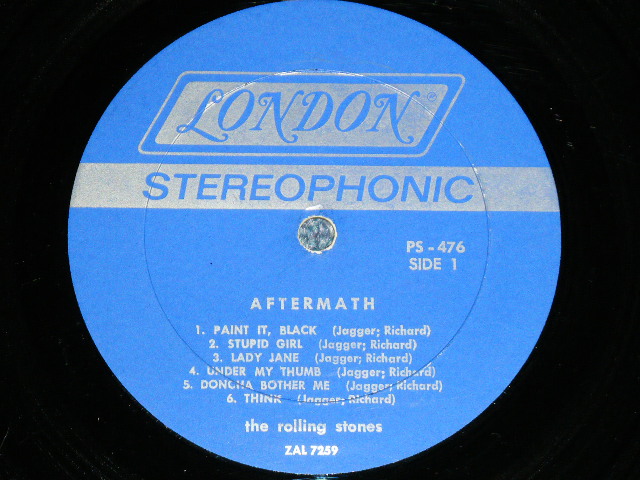 LONDON
STEREOPHONIC
PS-476
SIDE 1
AFTERMATH
1. PAINT IT, BLACK (Jagger; Richard)
2. STUPID GIRL (Jagger; Richard)
3. LADY JANE (Jagger; Richard)
4. UNDER MY THUMB (Jagger; Richard)
5. DONCHA BOTHER ME (Jagger; Richard)
6. THINK (Jagger; Richard)
the rolling stones
ZAL 7259